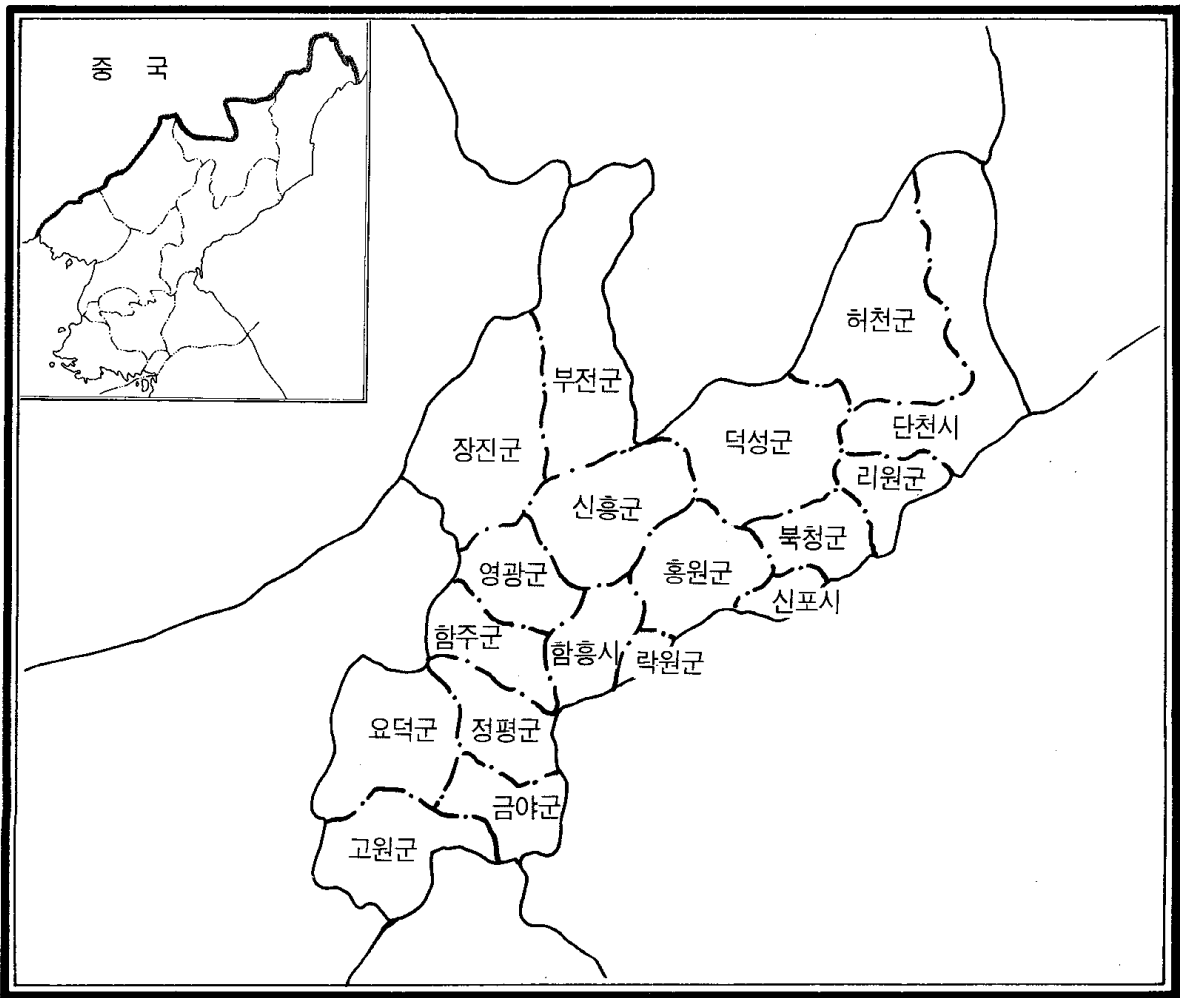 중 국
허천군
부전군
단천시
덕성군
장진군
리원군
신흥군
북청군
영광군
홍원군
신포시
함주군
함흥시
락원군
요덕군
정평군
금야군
고원군